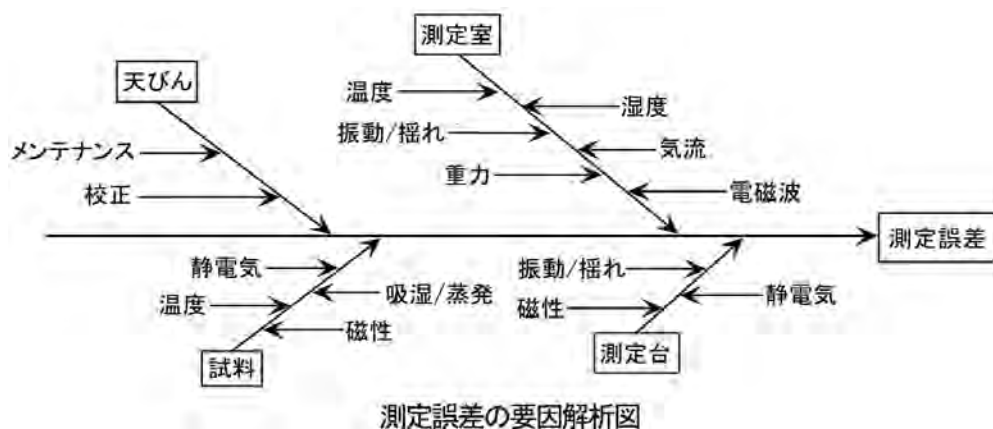 測定室
天びん
温度
湿度
振動/揺れ
気流
メンテナンス
重力
校正
電磁波
測定誤差
静電気
振動/揺れ
吸湿/蒸発
静電気
温度
磁性
磁性
試料
測定台
測定誤差の要因解析図